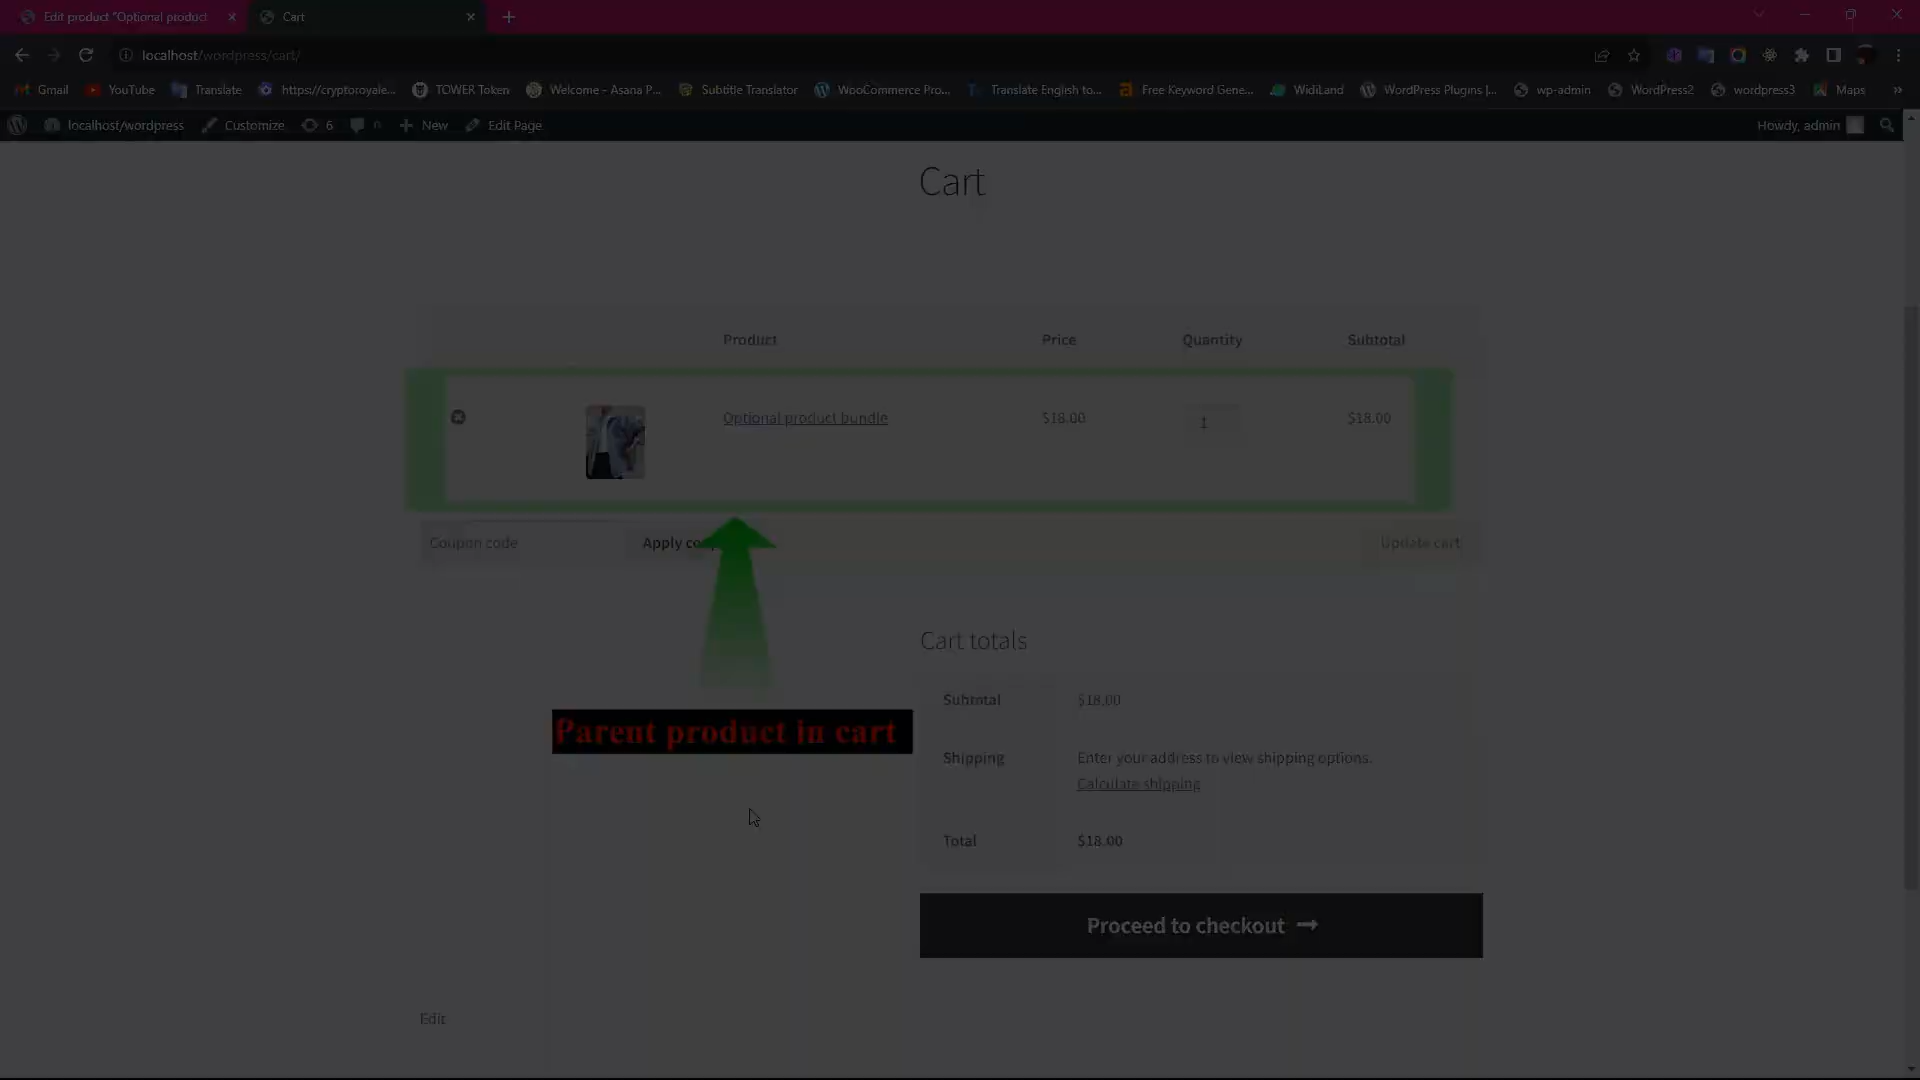 Edit product "Optional product
Cart
localhost/wordpress/cart/
Gmail
YouTube
Translate
https://cryptoroyale...
TOWER Token
Welcome - Asana P...
Subtitle Translator
WooCommerce Pro...
Translate English to...
Free Keyword Gene...
WidiLand
WordPress Plugins |...
wp-admin
WordPress2
wordpress3
Maps
»
localhost/wordpress
Customize
6
0
New
Edit Page
Howdy, admin
Cart
Product
Price
Quantity
Subtotal
Optional product bundle
$18.00
1
$18.00
Coupon code
Update cart
Cart totals
Subtotal
$18.00
Parent product in cart
Shipping
Enter your address to view shipping options.
Calculate shipping
Total
$18.00
Proceed to checkout
Edit